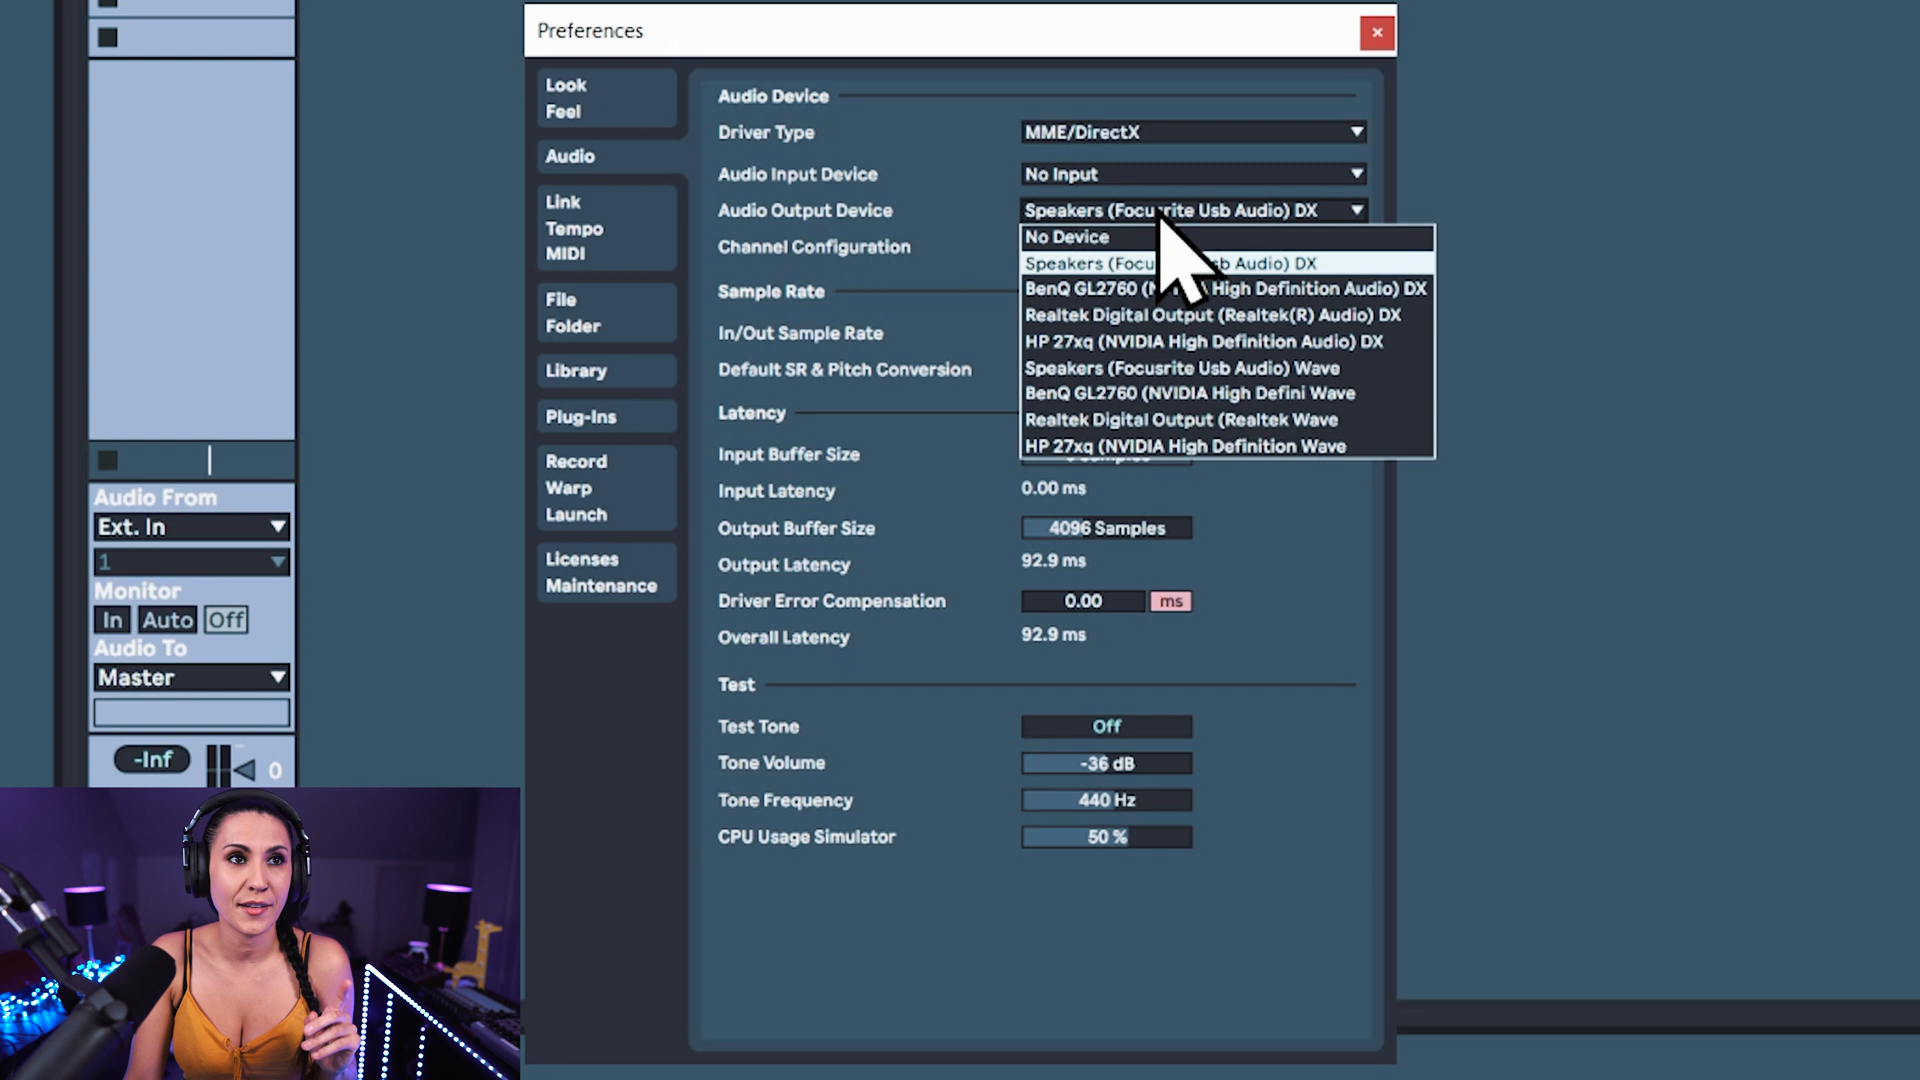 Preferences
Look
Feel
Audio
Link
Tempo
MIDI
File
Folder
Library
Plug-Ins
Record
Warp
Launch
Licenses
Maintenance
Audio Device
Driver Type
MME/DirectX
Audio Input Device
No Input
Audio Output Device
Speakers (Focusrite Usb Audio) DX
No Device
Speakers (Focu sb Audio) DX
BenQ GL2760 (N A High Definition Audio) DX
Realtek Digital Output (Realtek(R) Audio) DX
HP 27xq (NVIDIA High Definition Audio) DX
Speakers (Focusrite Usb Audio) Wave
BenQ GL2760 (NVIDIA High Defini Wave
Realtek Digital Output (Realtek Wave
HP 27xq (NVIDIA High Definition Wave
Channel Configuration
Sample Rate
In/Out Sample Rate
Default SR & Pitch Conversion
Latency
Input Buffer Size
Input Latency
0.00 ms
Output Buffer Size
4096 Samples
Output Latency
92.9 ms
Driver Error Compensation
0.00 ms
Overall Latency
92.9 ms
Test
Test Tone
Off
Tone Volume
-36 dB
Tone Frequency
440 Hz
CPU Usage Simulator
50 %
Audio From
Ext. In
1
Monitor
In Auto Off
Audio To
Master
-Inf
0